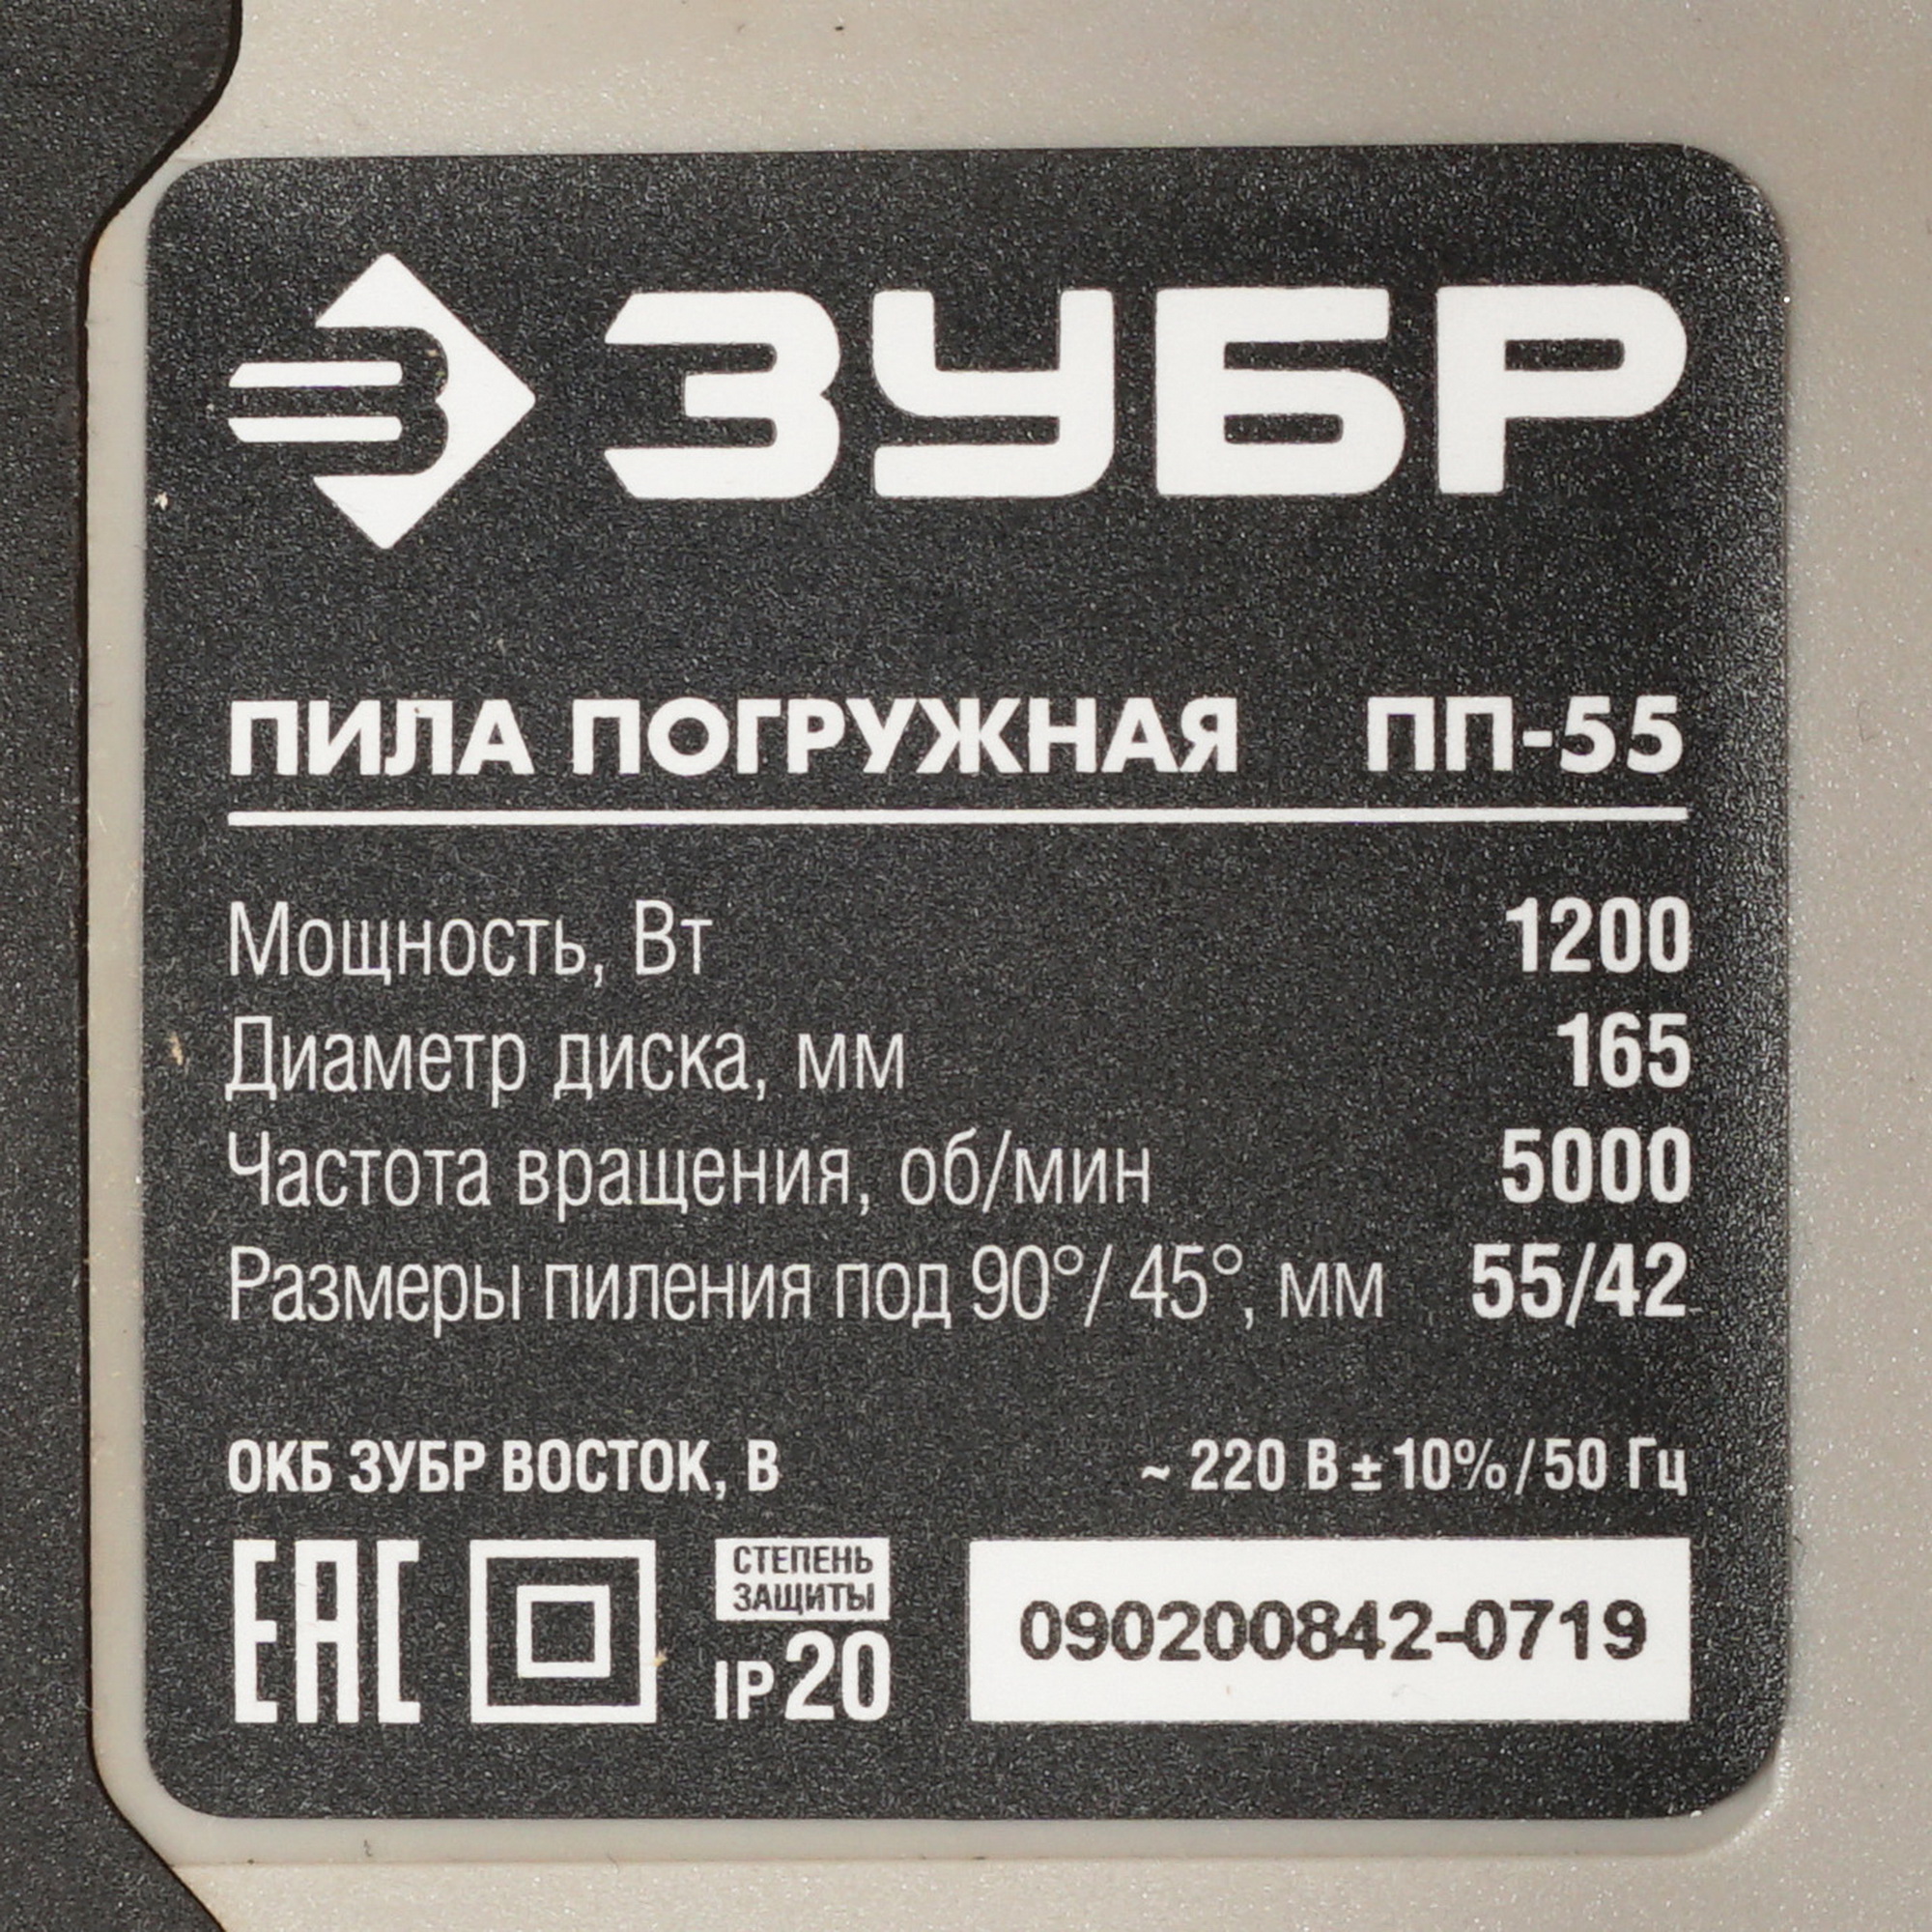 ЗУБР
ПИЛА ПОГРУЖНАЯ ПП-55
Мощность, Вт 1200
Диаметр диска, мм 165
Частота вращения, об/мин 5000
Размеры пиления под 90°/ 45°, мм 55/42
ОКБ ЗУБР ВОСТОК, В ~ 220 В ± 10% / 50 Гц
ЕАС
СТЕПЕНЬ
ЗАЩИТЫ
IP20
090200842-0719